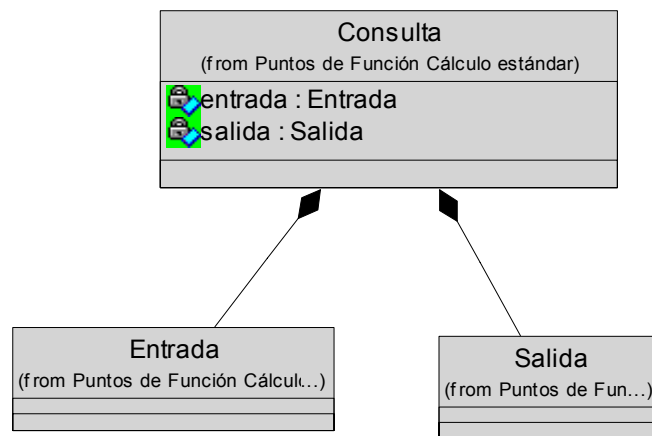 Consulta
(from Puntos de Función Cálculo estándar)
entrada : Entrada
salida : Salida
Entrada
(from Puntos de Función Cálculo...)
Salida
(from Puntos de Fun...)